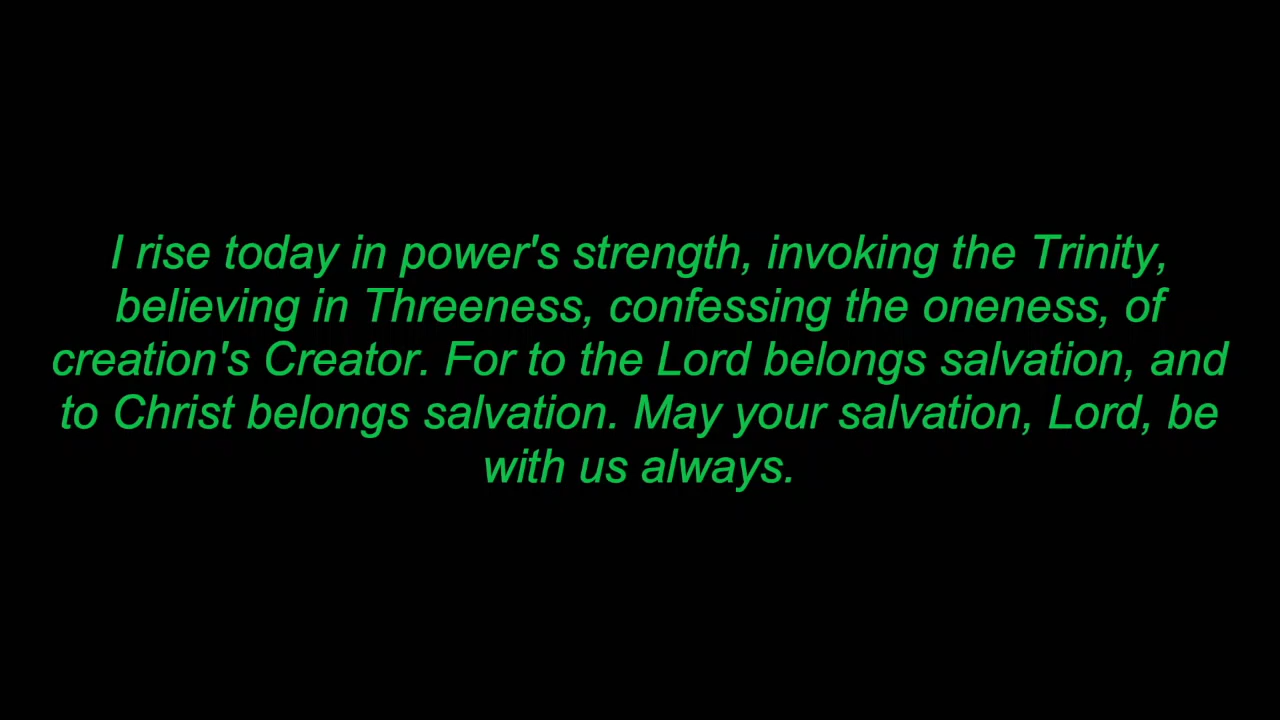 I rise today in power's strength, invoking the Trinity,
believing in Threeness, confessing the oneness, of
creation's Creator. For to the Lord belongs salvation, and
to Christ belongs salvation. May your salvation, Lord, be
with us always.